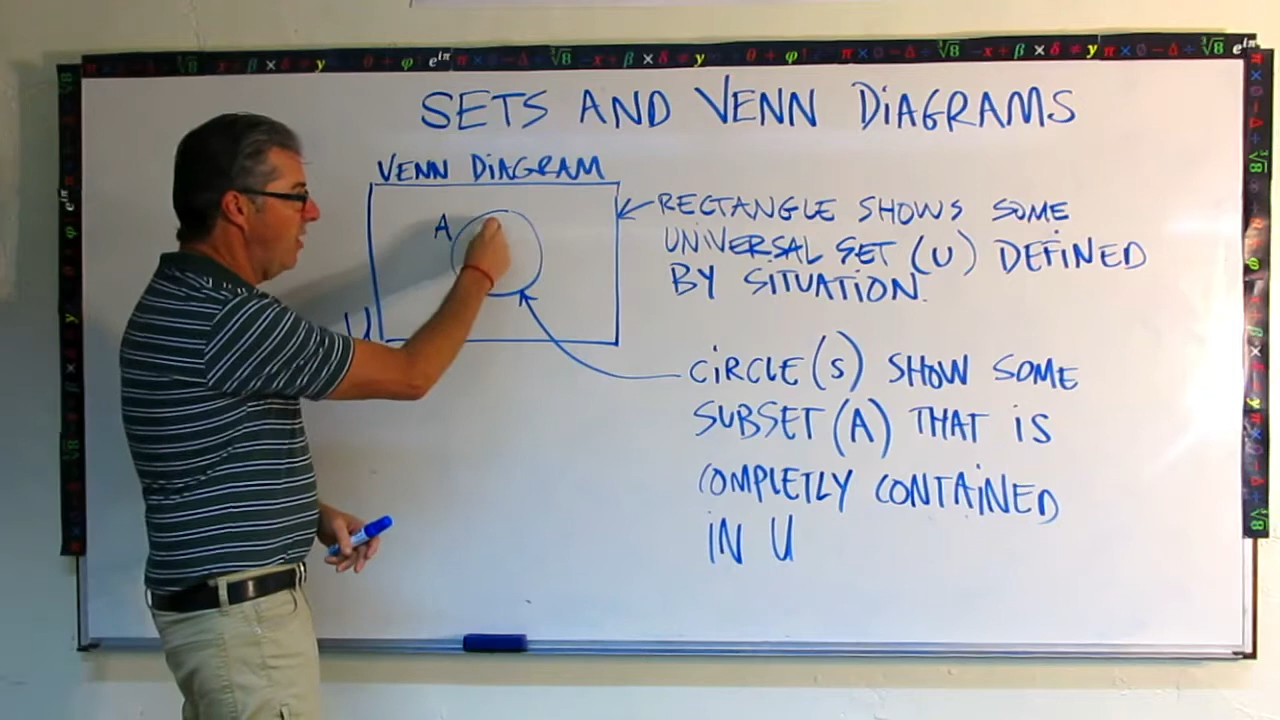 SETS AND VENN DIAGRAMS
VENN DIAGRAM
A
U
RECTANGLE SHOWS SOME
UNIVERSAL SET (U) DEFINED
BY SITUATION.
CIRCLE(S) SHOW SOME
SUBSET (A) THAT IS
COMPLETLY CONTAINED
IN U